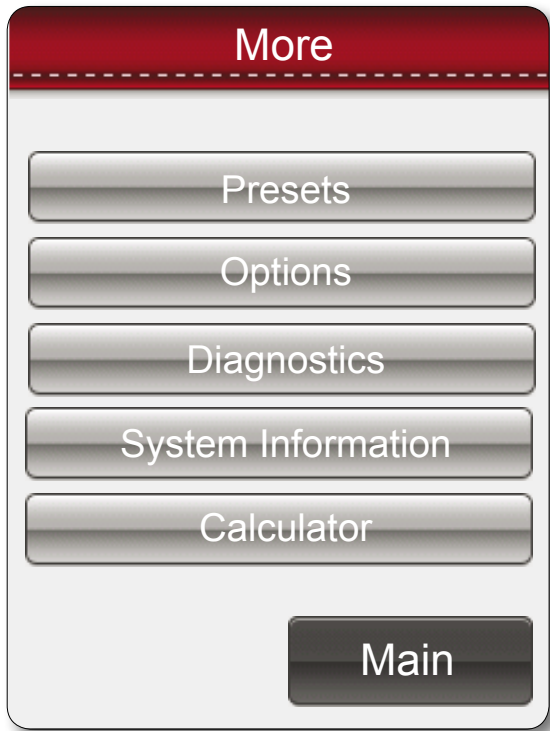 More
Presets
Options
Diagnostics
System Information
Calculator
Main